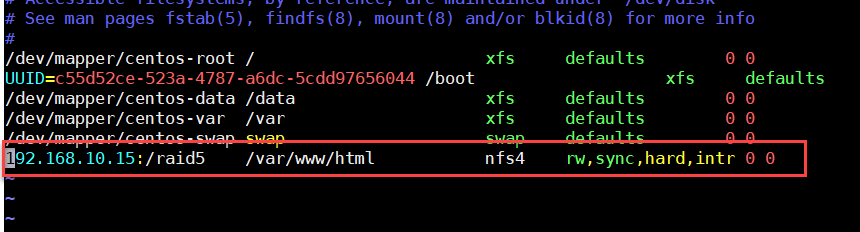 # Accessible filesystems, by reference, are maintained under '/dev/disk'
# See man pages fstab(5), findfs(8), mount(8) and/or blkid(8) for more info
#
/dev/mapper/centos-root / xfs defaults 0 0
UUID=c55d52ce-523a-4787-a6dc-5cdd97656044 /boot xfs defaults
/dev/mapper/centos-data /data xfs defaults 0 0
/dev/mapper/centos-var /var xfs defaults 0 0
/dev/mapper/centos-swap swap swap defaults 0 0
192.168.10.15:/raid5 /var/www/html nfs4 rw,sync,hard,intr 0 0
~
~
~